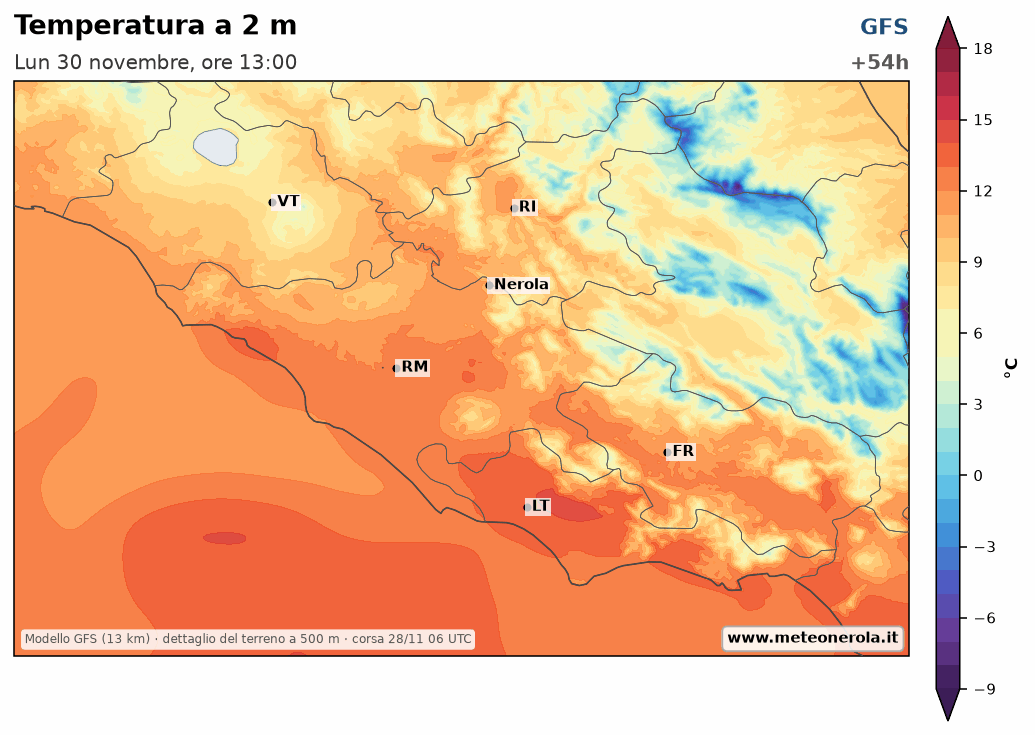 Temperatura a 2 m
GFS
Lun 30 novembre, ore 13:00
+54h
VT
RI
Nerola
RM
FR
LT
Modello GFS (13 km) · dettaglio del terreno a 500 m · corsa 28/11 06 UTC
www.meteonerola.it
18
15
12
9
6
3
0
−3
−6
−9
°C